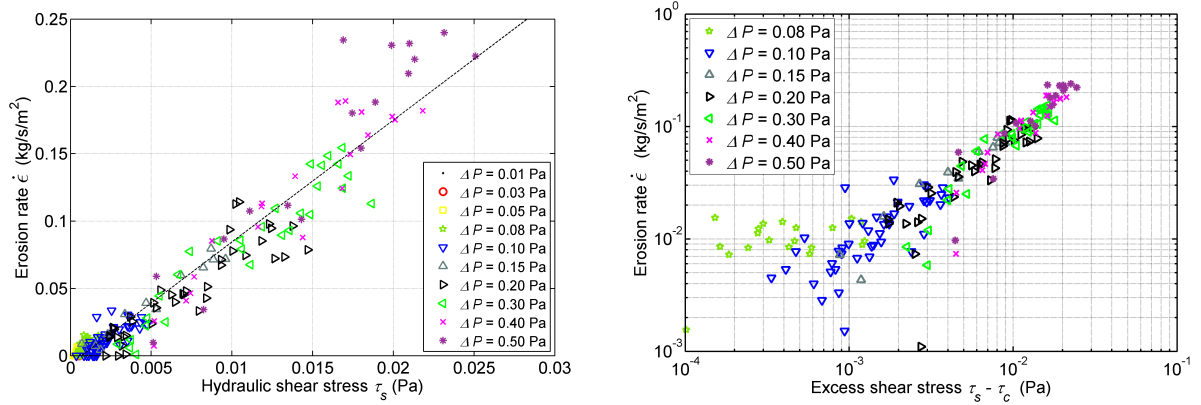 0.25
0.2
0.15
0.1
0.05
0
0
0.005
0.01
0.015
0.02
0.025
0.03
Erosion rate ε̇ (kg/s/m²)
Hydraulic shear stress τₛ (Pa)
Δ P = 0.01 Pa
Δ P = 0.03 Pa
Δ P = 0.05 Pa
Δ P = 0.08 Pa
Δ P = 0.10 Pa
Δ P = 0.15 Pa
Δ P = 0.20 Pa
Δ P = 0.30 Pa
Δ P = 0.40 Pa
Δ P = 0.50 Pa
10⁰
10⁻¹
10⁻²
10⁻³
10⁻⁴
10⁻³
10⁻²
10⁻¹
Erosion rate ε̇ (kg/s/m²)
Excess shear stress τₛ - τ꜀ (Pa)
Δ P = 0.08 Pa
Δ P = 0.10 Pa
Δ P = 0.15 Pa
Δ P = 0.20 Pa
Δ P = 0.30 Pa
Δ P = 0.40 Pa
Δ P = 0.50 Pa